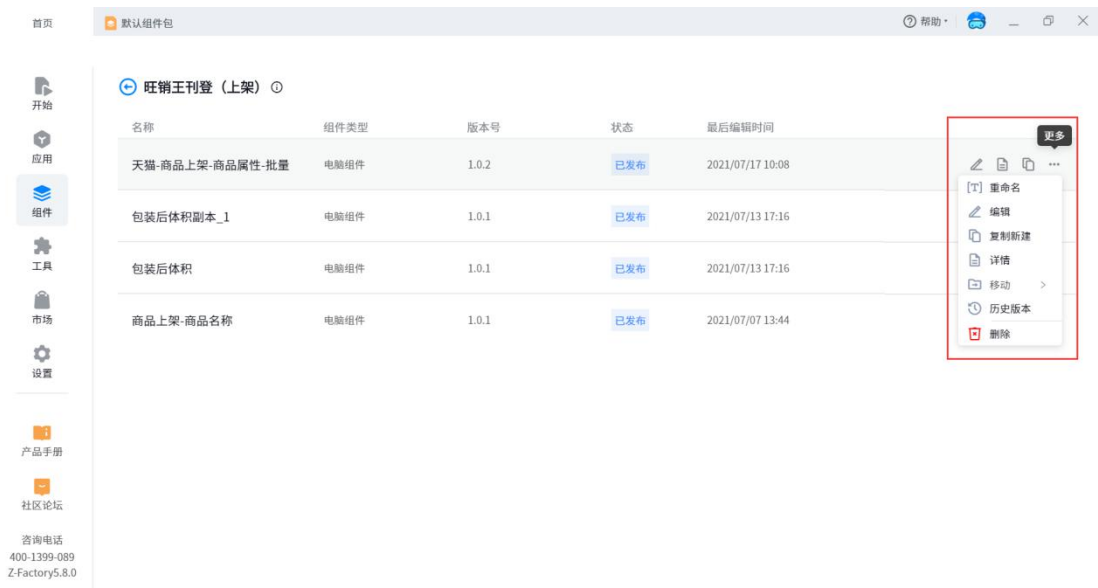 首页
默认组件包
帮助
开始
应用
组件
工具
市场
设置
产品手册
社区论坛
咨询电话
400-1399-089
Z-Factory5.8.0
旺销王刊登（上架）
名称 组件类型 版本号 状态 最后编辑时间
更多
天猫-商品上架-商品属性-批量 电脑组件 1.0.2 已发布 2021/07/17 10:08
包装后体积副本_1 电脑组件 1.0.1 已发布 2021/07/13 17:16
包装后体积 电脑组件 1.0.1 已发布 2021/07/13 17:16
商品上架-商品名称 电脑组件 1.0.1 已发布 2021/07/07 13:44
[T] 重命名
编辑
复制新建
详情
移动 >
历史版本
删除